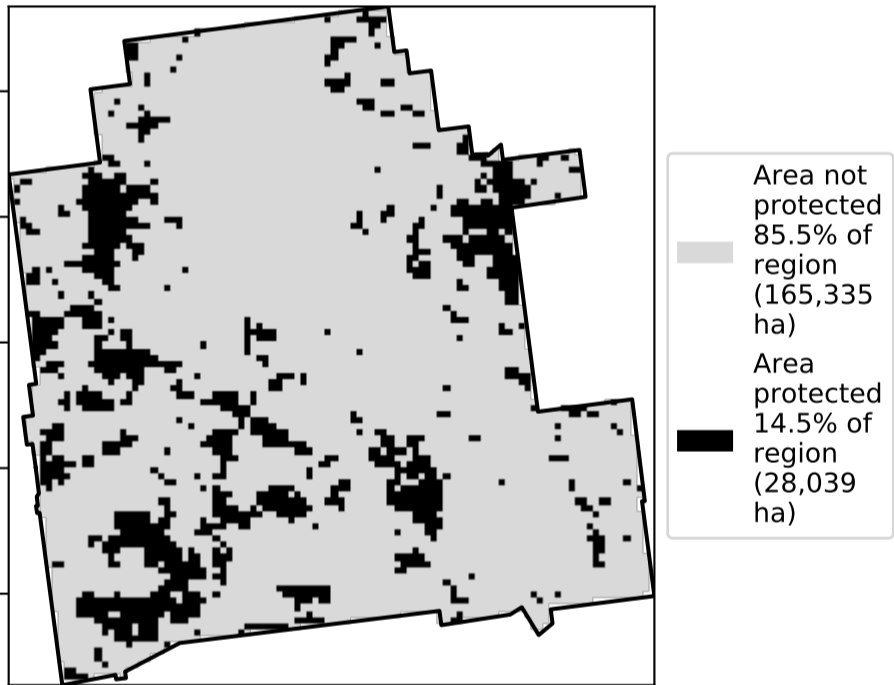 Area not
protected
85.5% of
region
(165,335
ha)
Area
protected
14.5% of
region
(28,039
ha)